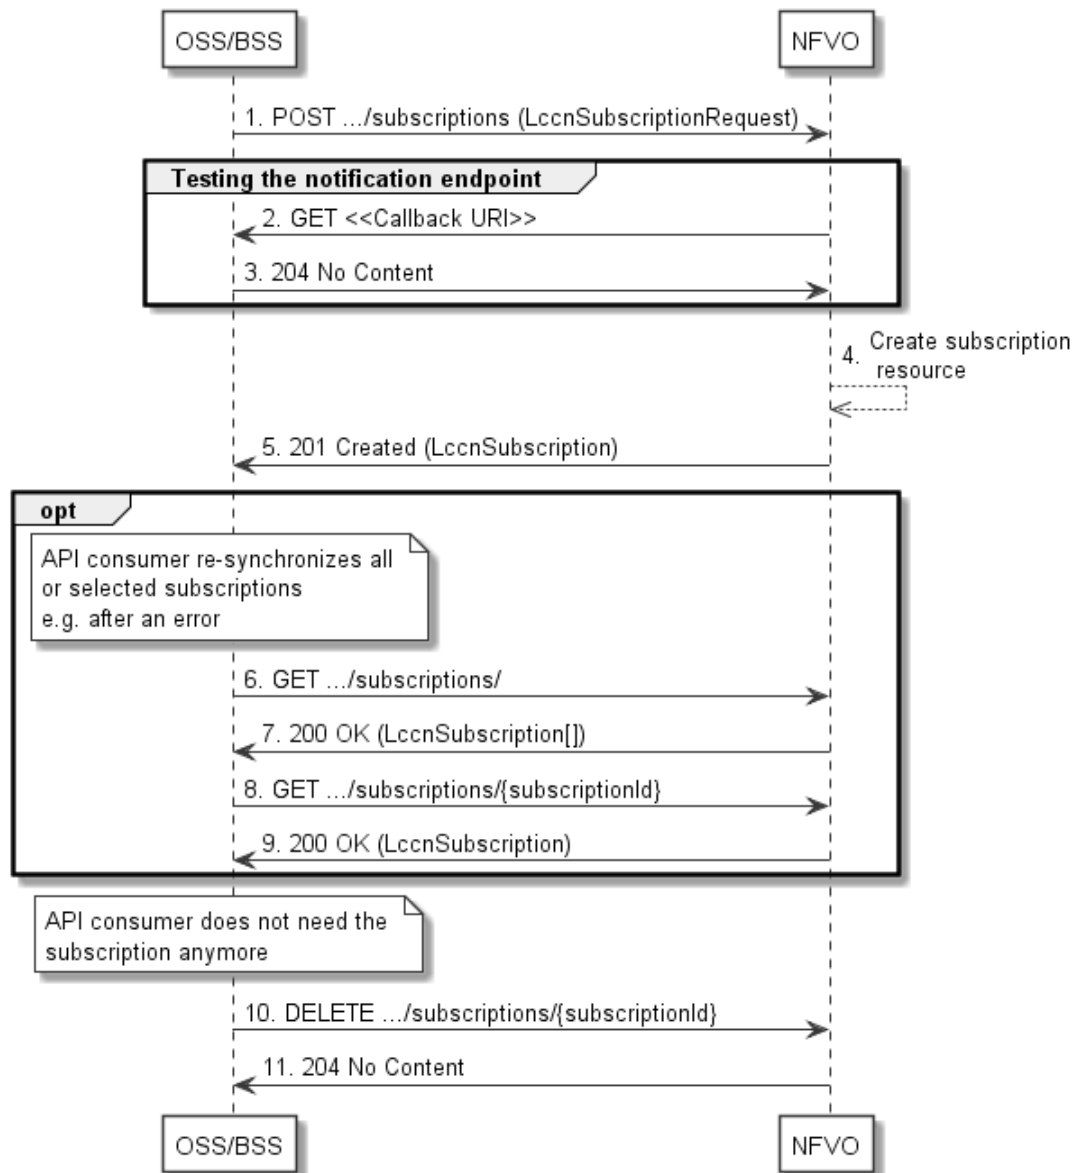 OSS/BSS
NFVO
1. POST .../subscriptions (LccnSubscriptionRequest)
Testing the notification endpoint
2. GET <<Callback URI>>
3. 204 No Content
4. Create subscription
resource
5. 201 Created (LccnSubscription)
opt
API consumer re-synchronizes all
or selected subscriptions
e.g. after an error
6. GET .../subscriptions/
7. 200 OK (LccnSubscription[])
8. GET .../subscriptions/{subscriptionId}
9. 200 OK (LccnSubscription)
API consumer does not need the
subscription anymore
10. DELETE .../subscriptions/{subscriptionId}
11. 204 No Content
OSS/BSS
NFVO